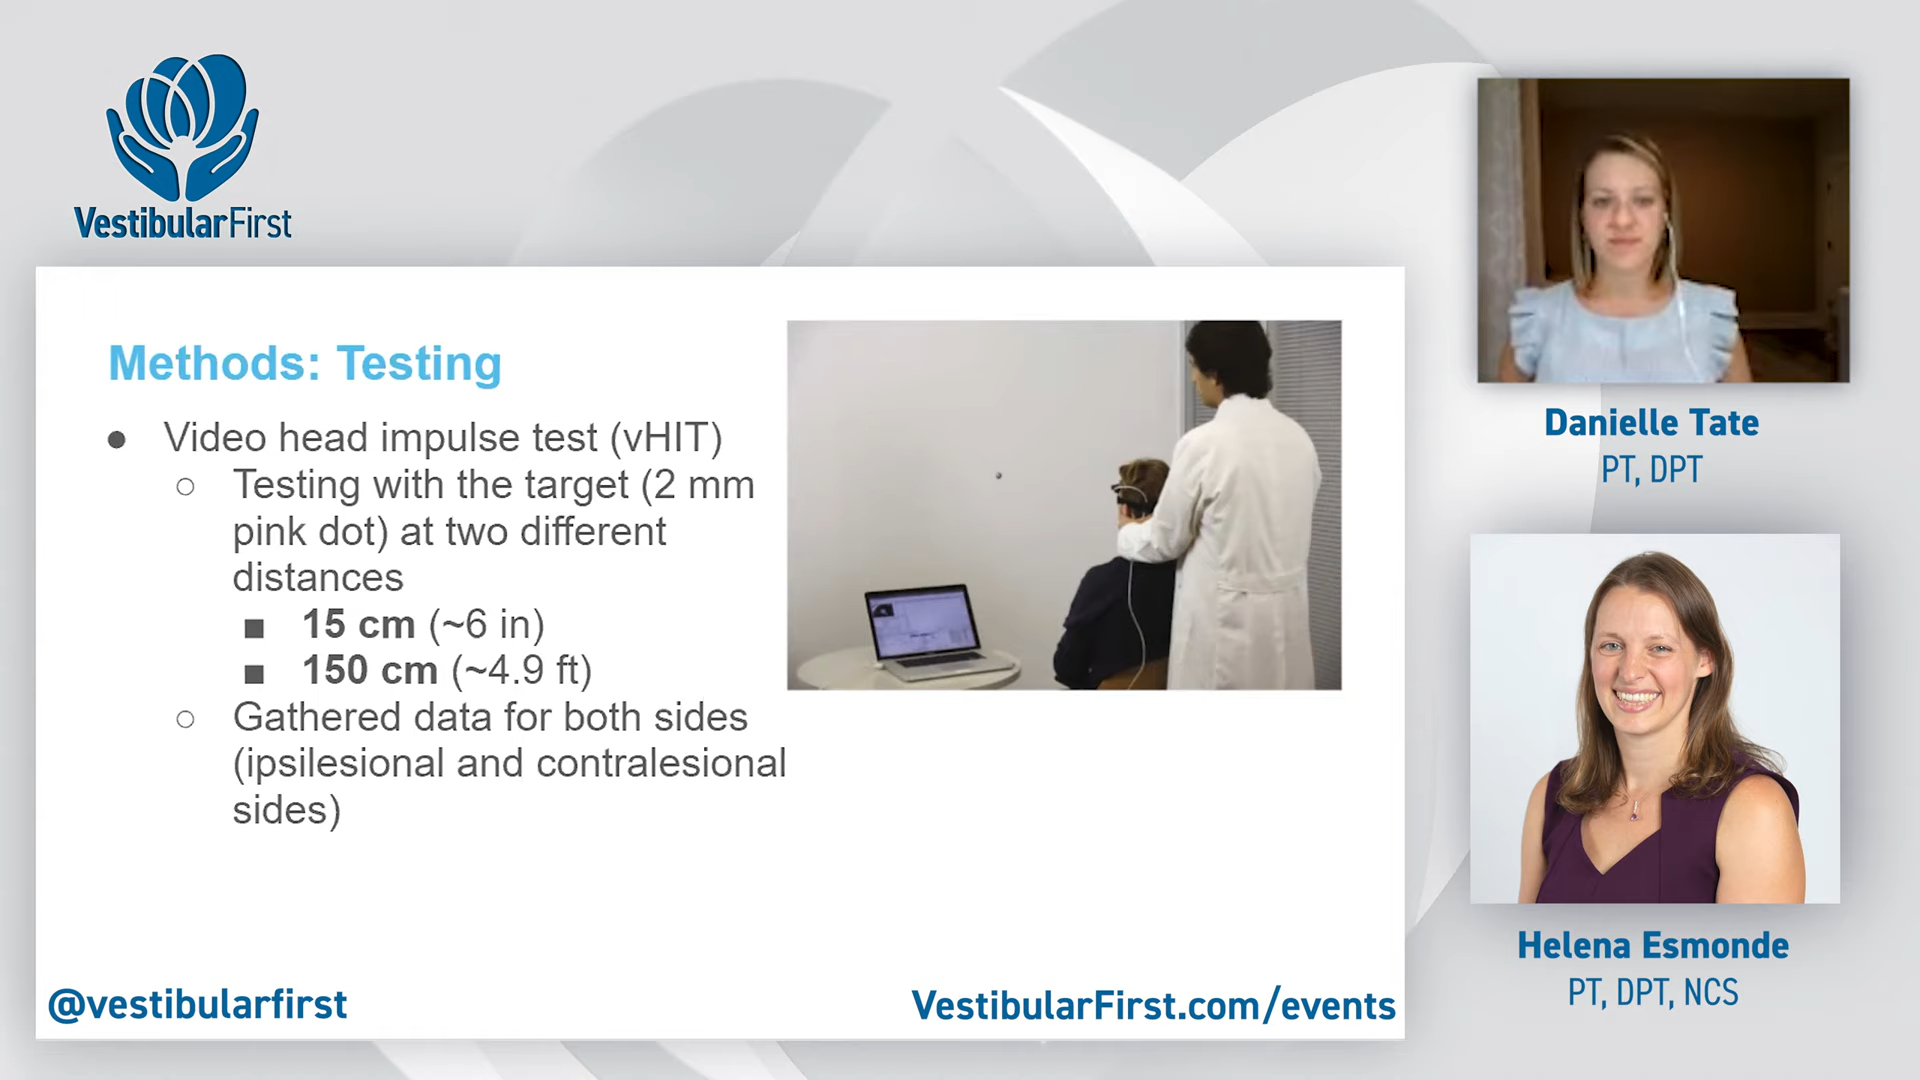 VestibularFirst
Methods: Testing
● Video head impulse test (vHIT)
○ Testing with the target (2 mm
pink dot) at two different
distances
■ 15 cm (~6 in)
■ 150 cm (~4.9 ft)
○ Gathered data for both sides
(ipsilesional and contralesional
sides)
@vestibularfirst
VestibularFirst.com/events
Danielle Tate
PT, DPT
Helena Esmonde
PT, DPT, NCS